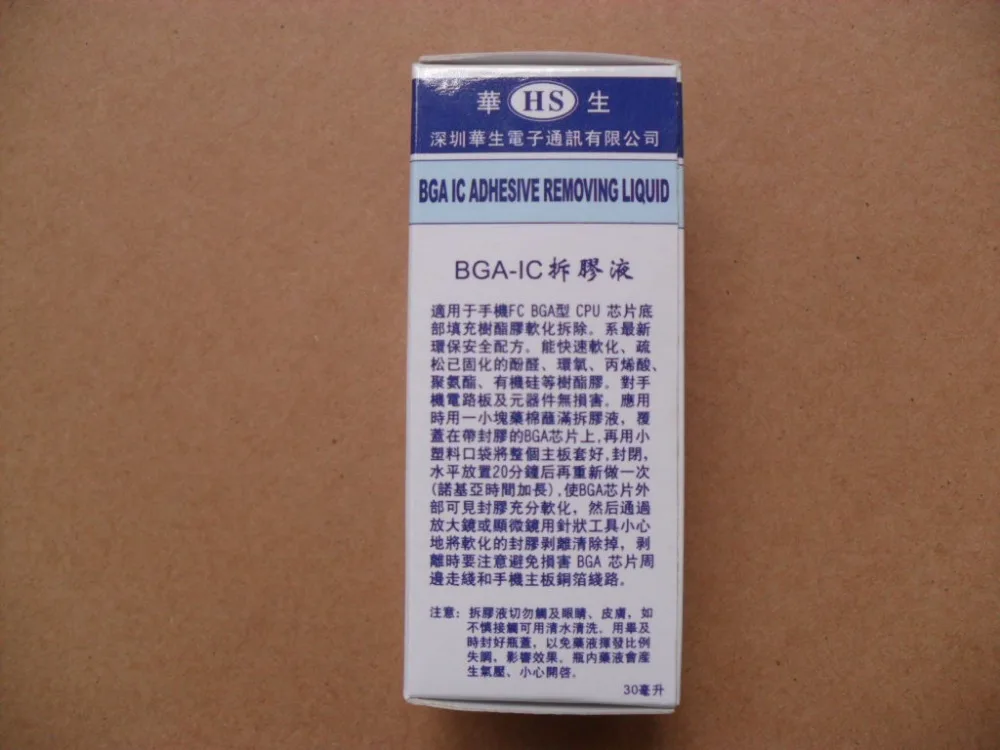 華 HS 生
深圳華生電子通訊有限公司
BGA IC ADHESIVE REMOVING LIQUID
BGA-IC拆膠液
適用于手機FC BGA型 CPU 芯片底
部填充樹酯膠軟化拆除。系最新
環保安全配方。能快速軟化、疏
松已固化的酚醛、環氧、丙烯酸、
聚氨酯、有機硅等樹酯膠。對手
機電路板及元器件無損害。應用
時用一小塊藥棉蘸滿拆膠液，覆
蓋在帶封膠的BGA芯片上,再用小
塑料口袋將整個主板套好,封閉,
水平放置20分鐘后再重新做一次
(諾基亞時間加長),使BGA芯片外
部可見封膠充分軟化，然后通過
放大鏡或顯微鏡用針狀工具小心
地將軟化的封膠剥離清除掉，剥
離時要注意避免損害 BGA 芯片周
邊走綫和手機主板銅箔綫路。
注意：拆膠液切勿觸及眼睛、皮膚，如
不慎接觸可用清水清洗。用畢及
時封好瓶蓋，以免藥液揮發比例
失調，影響效果。瓶内藥液會產
生氣壓、小心開啓。
30毫升